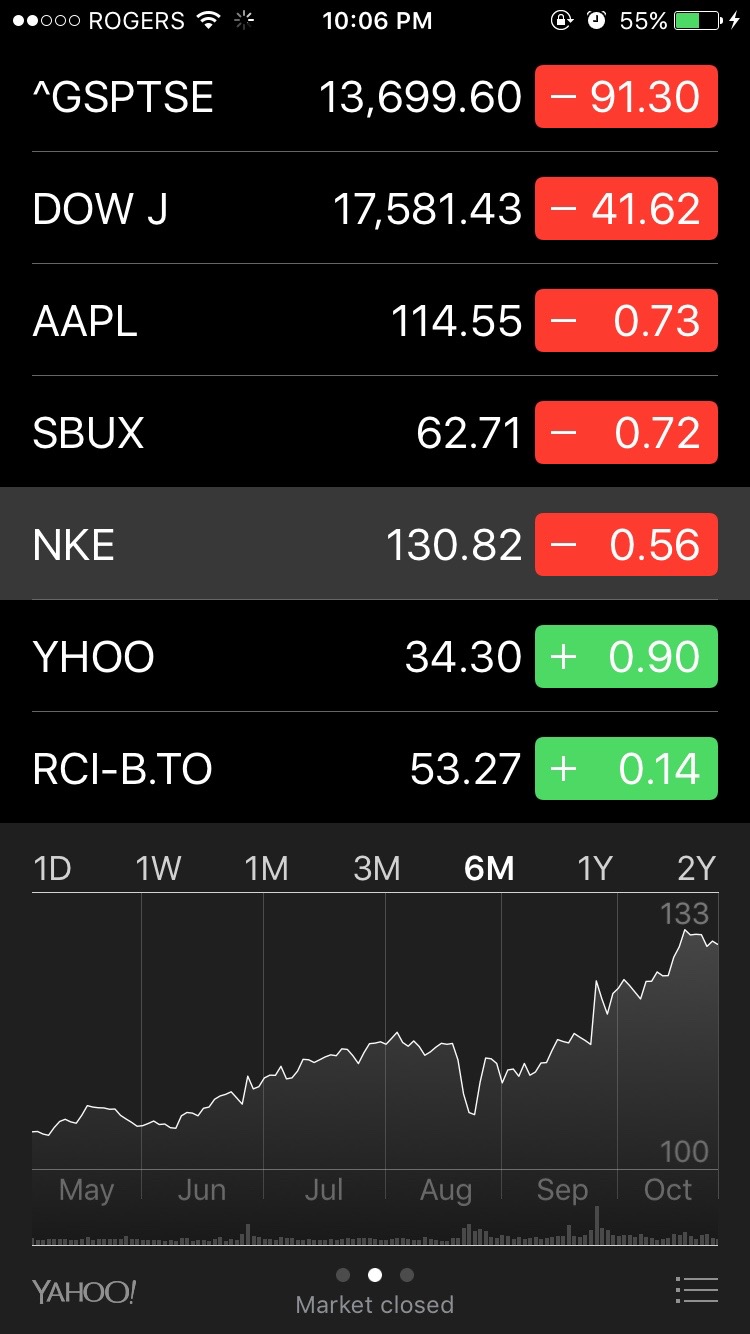 ROGERS 10:06 PM 55%
^GSPTSE 13,699.60 − 91.30
DOW J 17,581.43 − 41.62
AAPL 114.55 − 0.73
SBUX 62.71 − 0.72
NKE 130.82 − 0.56
YHOO 34.30 + 0.90
RCI-B.TO 53.27 + 0.14
1D 1W 1M 3M 6M 1Y 2Y
133
100
May Jun Jul Aug Sep Oct
YAHOO!
Market closed